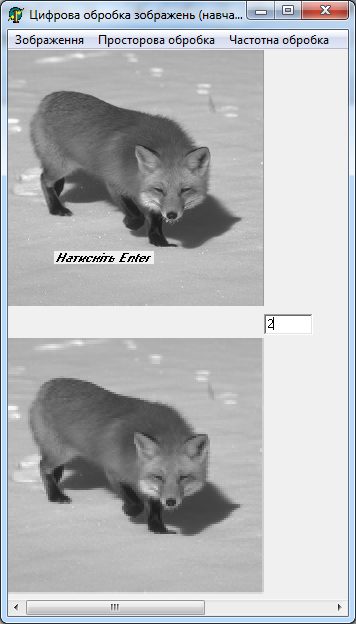 Цифрова обробка зображень (навча...
Зображення Просторова обробка Частотна обробка
Натисніть Enter
2